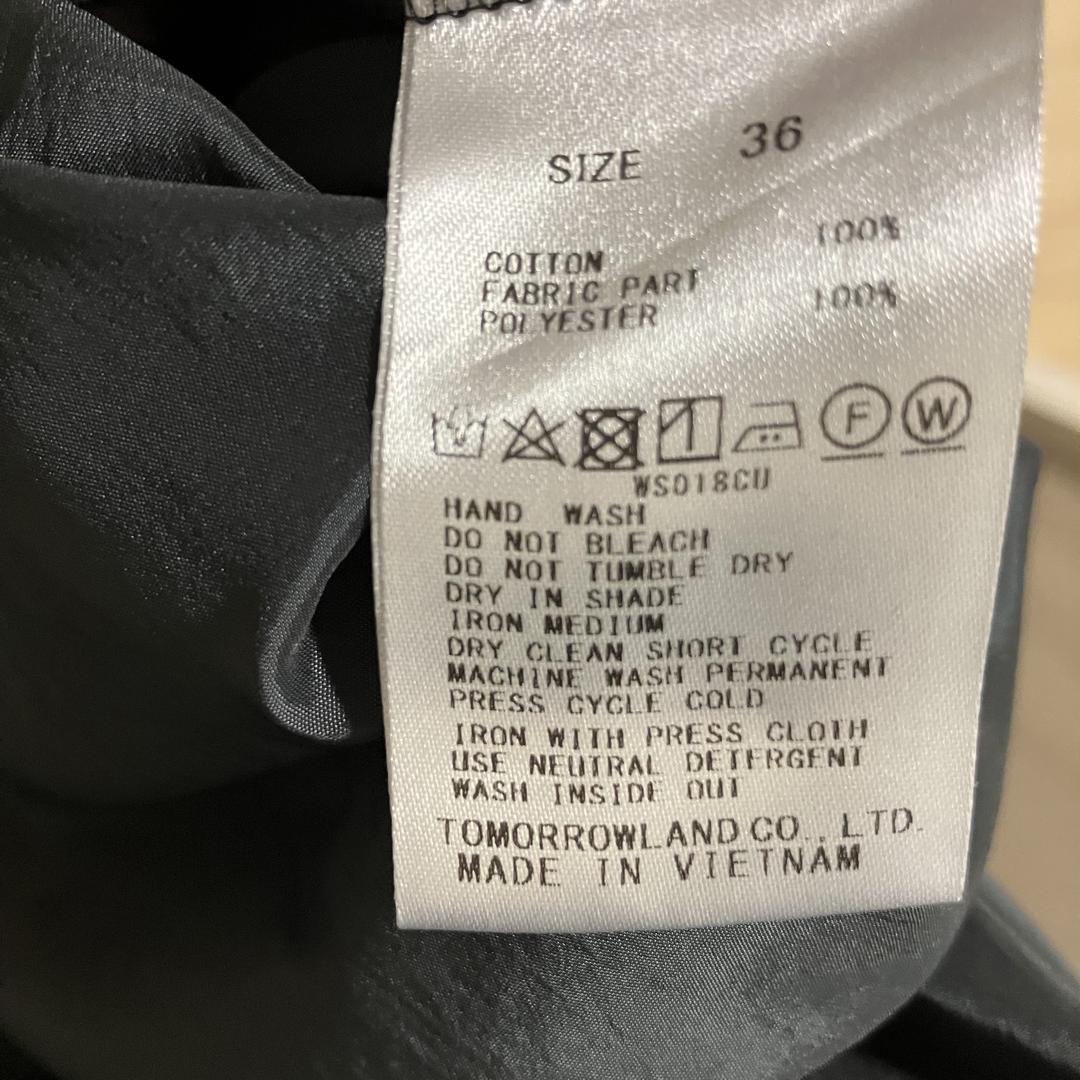 SIZE 36
COTTON 100%
FABRIC PART
POLYESTER 100%
F W
WS018CU
HAND WASH
DO NOT BLEACH
DO NOT TUMBLE DRY
DRY IN SHADE
IRON MEDIUM
DRY CLEAN SHORT CYCLE
MACHINE WASH PERMANENT
PRESS CYCLE COLD
IRON WITH PRESS CLOTH
USE NEUTRAL DETERGENT
WASH INSIDE OUT
TOMORROWLAND CO., LTD.
MADE IN VIETNAM